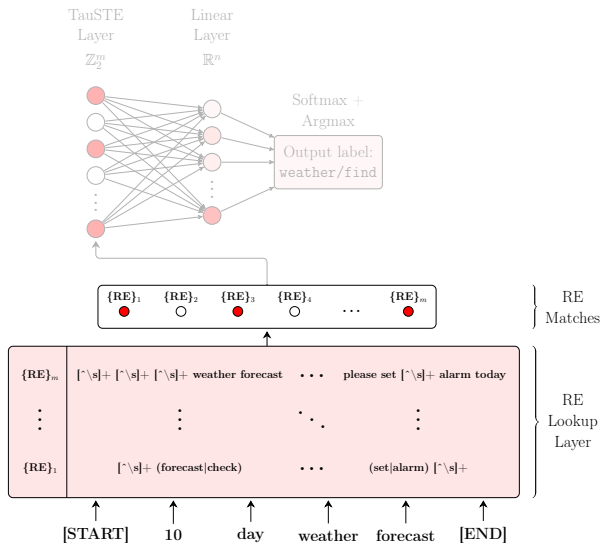 TauSTE
Layer
ℤ₂ᵐ
Linear
Layer
ℝⁿ
Softmax +
Argmax
Output label:
weather/find
{RE}₁ {RE}₂ {RE}₃ {RE}₄ ⋯ {RE}ₘ
RE
Matches
{RE}ₘ [^\s]+ [^\s]+ [^\s]+ weather forecast ⋯ please set [^\s]+ alarm today
{RE}₁ [^\s]+ (forecast|check) ⋯ (set|alarm) [^\s]+
RE
Lookup
Layer
[START] 10 day weather forecast [END]